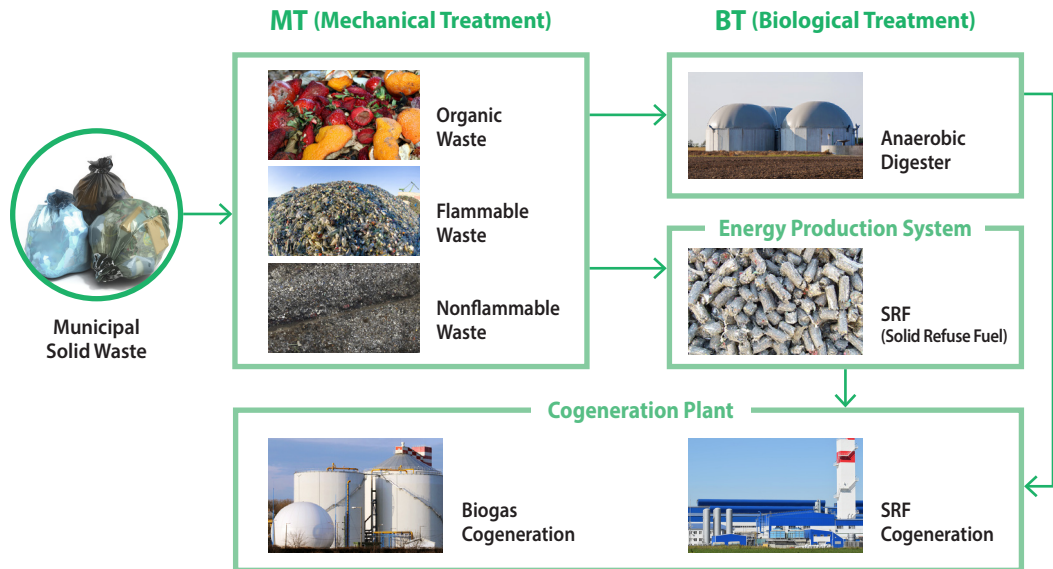 MT (Mechanical Treatment)
BT (Biological Treatment)
Organic
Waste
Flammable
Waste
Nonflammable
Waste
Municipal
Solid Waste
Anaerobic
Digester
Energy Production System
SRF
(Solid Refuse Fuel)
Cogeneration Plant
Biogas
Cogeneration
SRF
Cogeneration